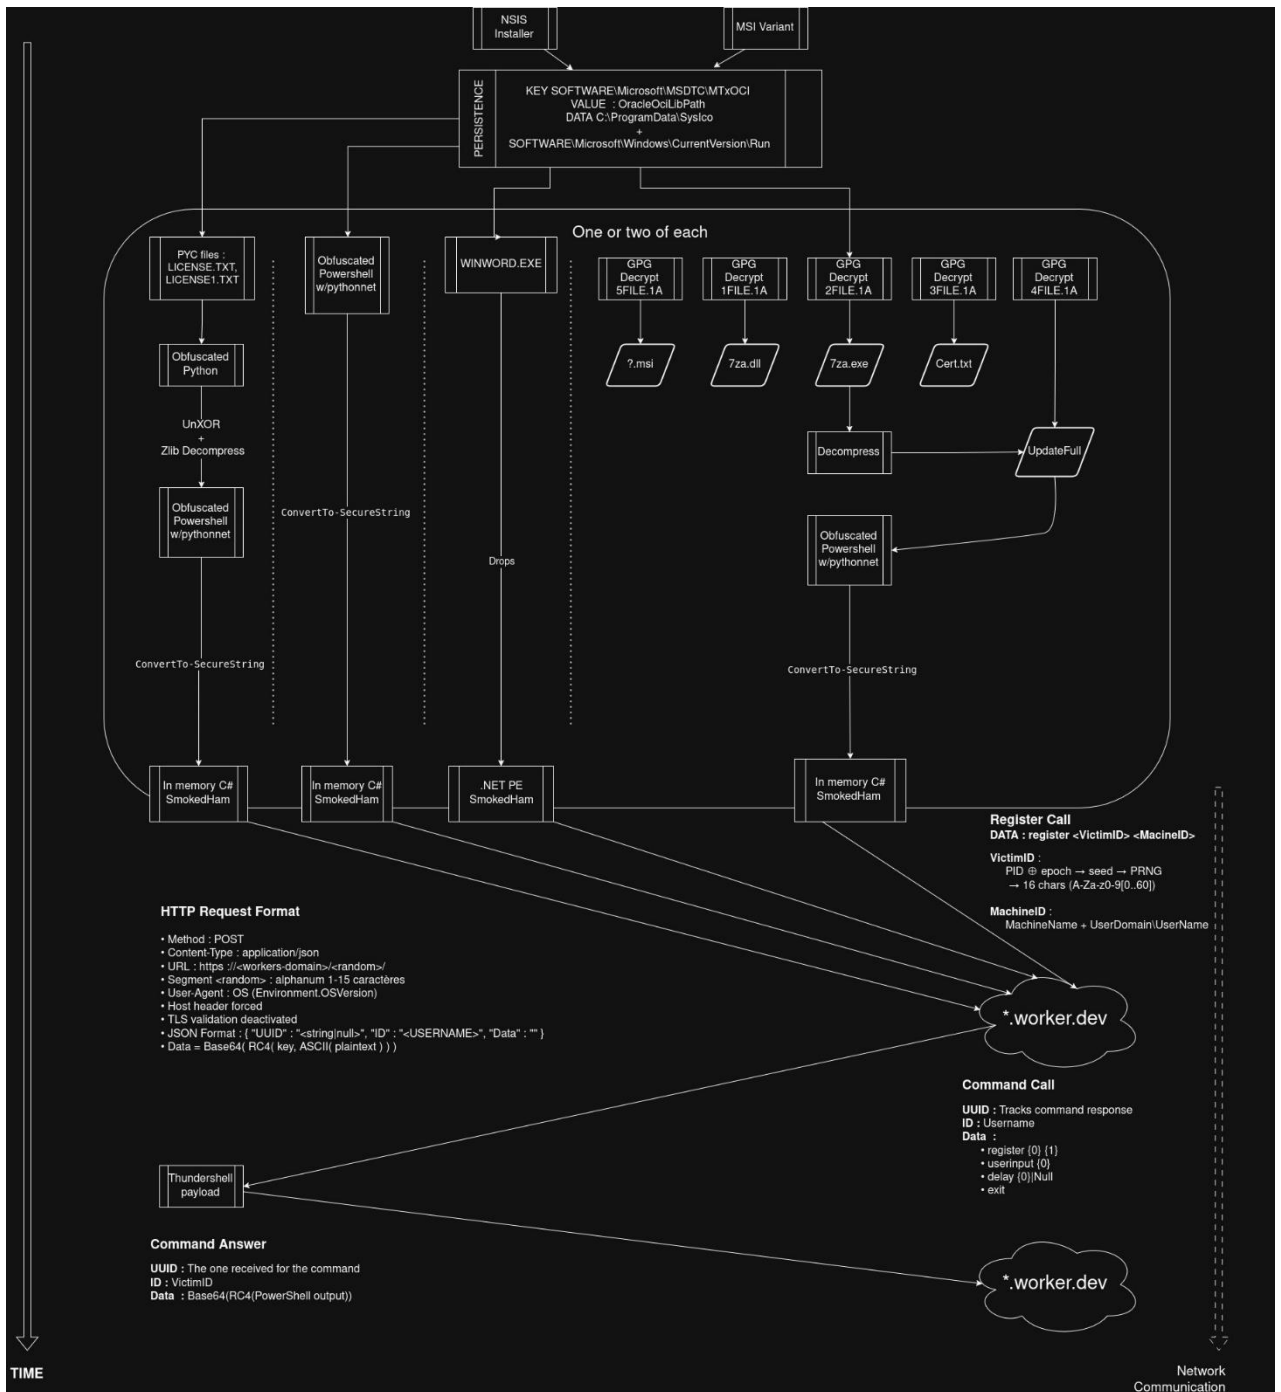 NSIS
Installer
MSI Variant
PERSISTENCE
KEY SOFTWARE\Microsoft\MSDTC\MTxOCI
VALUE : OracleOciLibPath
DATA C:\ProgramData\SysIco
+
SOFTWARE\Microsoft\Windows\CurrentVersion\Run
One or two of each
PYC files :
LICENSE.TXT,
LICENSE1.TXT
Obfuscated
Powershell
w/pythonnet
WINWORD.EXE
GPG
Decrypt
5FILE.1A
GPG
Decrypt
1FILE.1A
GPG
Decrypt
2FILE.1A
GPG
Decrypt
3FILE.1A
GPG
Decrypt
4FILE.1A
Obfuscated
Python
?.msi
7za.dll
7za.exe
Cert.txt
UnXOR
+
Zlib Decompress
Decompress
UpdateFull
Obfuscated
Powershell
w/pythonnet
ConvertTo-SecureString
Obfuscated
Powershell
w/pythonnet
Drops
ConvertTo-SecureString
ConvertTo-SecureString
In memory C#
SmokedHam
In memory C#
SmokedHam
.NET PE
SmokedHam
In memory C#
SmokedHam
Register Call
DATA : register <VictimID> <MacineID>
VictimID :
PID ⊕ epoch → seed → PRNG
→ 16 chars (A-Za-z0-9[0..60])
MachineID :
MachineName + UserDomain\UserName
HTTP Request Format
• Method : POST
• Content-Type : application/json
• URL : https ://<workers-domain>/<random>/
• Segment <random> : alphanum 1-15 caractères
• User-Agent : OS (Environment.OSVersion)
• Host header forced
• TLS validation deactivated
• JSON Format : { "UUID" : "<string|null>", "ID" : "<USERNAME>", "Data" : "" }
• Data = Base64( RC4( key, ASCII( plaintext ) ) )
*.worker.dev
Command Call
UUID : Tracks command response
ID : Username
Data :
• register {0} {1}
• userinput {0}
• delay {0}|Null
• exit
Thundershell
payload
Command Answer
UUID : The one received for the command
ID : VictimID
Data : Base64(RC4(PowerShell output))
*.worker.dev
TIME
Network
Communication